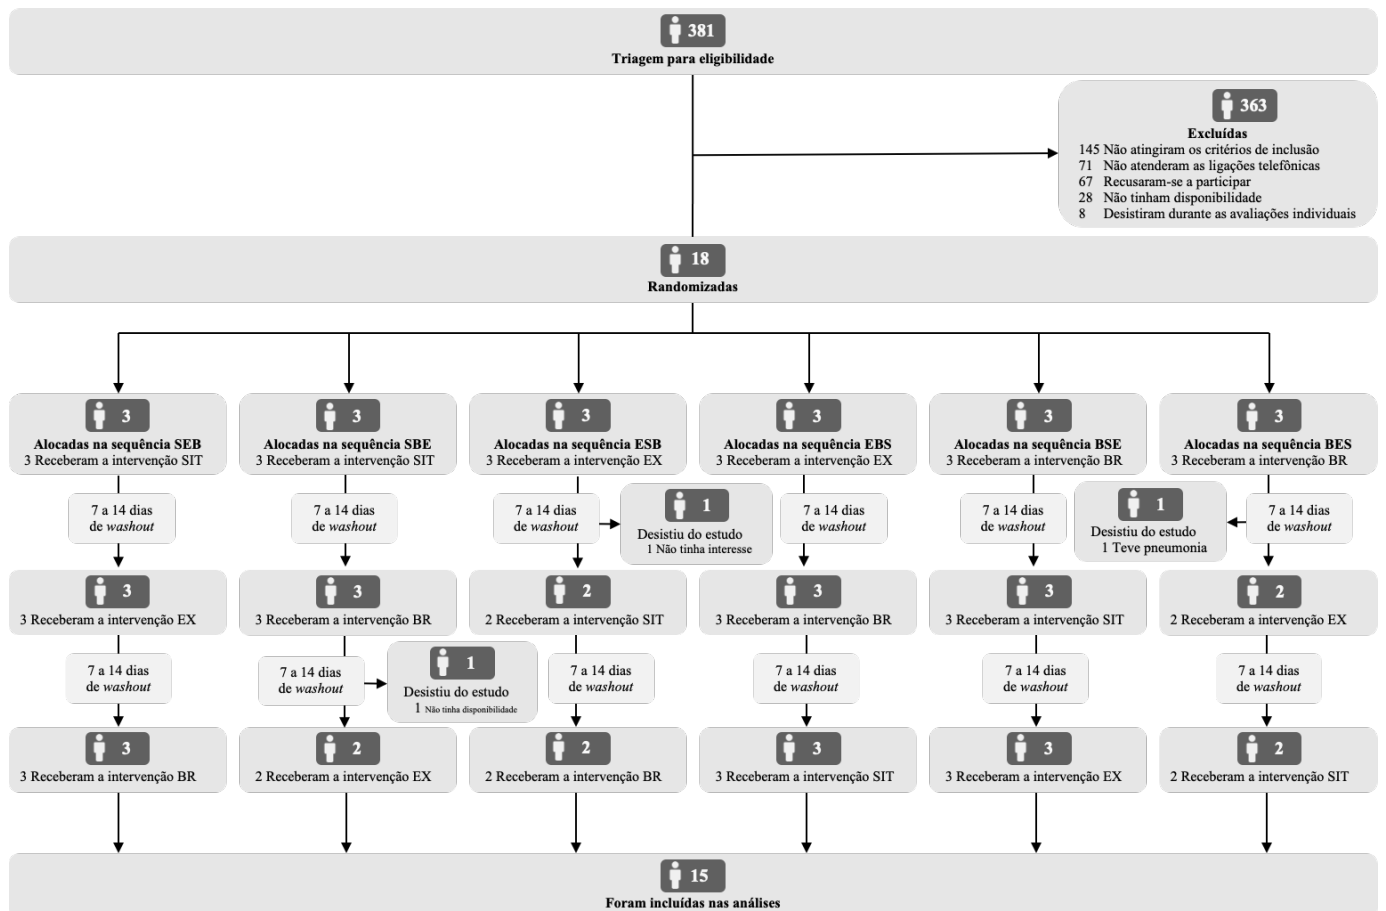 381
Triagem para eligibilidade
363
Excluídas
145 Não atingiram os critérios de inclusão
71 Não atenderam as ligações telefônicas
67 Recusaram-se a participar
28 Não tinham disponibilidade
8 Desistiram durante as avaliações individuais
18
Randomizadas
3
Alocadas na sequência SEB
3 Receberam a intervenção SIT
3
Alocadas na sequência SBE
3 Receberam a intervenção SIT
3
Alocadas na sequência ESB
3 Receberam a intervenção EX
3
Alocadas na sequência EBS
3 Receberam a intervenção EX
3
Alocadas na sequência BSE
3 Receberam a intervenção BR
3
Alocadas na sequência BES
3 Receberam a intervenção BR
7 a 14 dias
de washout
7 a 14 dias
de washout
7 a 14 dias
de washout
1
Desistiu do estudo
1 Não tinha interesse
7 a 14 dias
de washout
7 a 14 dias
de washout
1
Desistiu do estudo
1 Teve pneumonia
7 a 14 dias
de washout
3
3 Receberam a intervenção EX
3
3 Receberam a intervenção BR
2
2 Receberam a intervenção SIT
3
3 Receberam a intervenção BR
3
3 Receberam a intervenção SIT
2
2 Receberam a intervenção EX
7 a 14 dias
de washout
7 a 14 dias
de washout
1
Desistiu do estudo
1 Não tinha disponibilidade
7 a 14 dias
de washout
7 a 14 dias
de washout
7 a 14 dias
de washout
7 a 14 dias
de washout
3
3 Receberam a intervenção BR
2
2 Receberam a intervenção EX
2
2 Receberam a intervenção BR
3
3 Receberam a intervenção SIT
3
3 Receberam a intervenção EX
2
2 Receberam a intervenção SIT
15
Foram incluídas nas análises